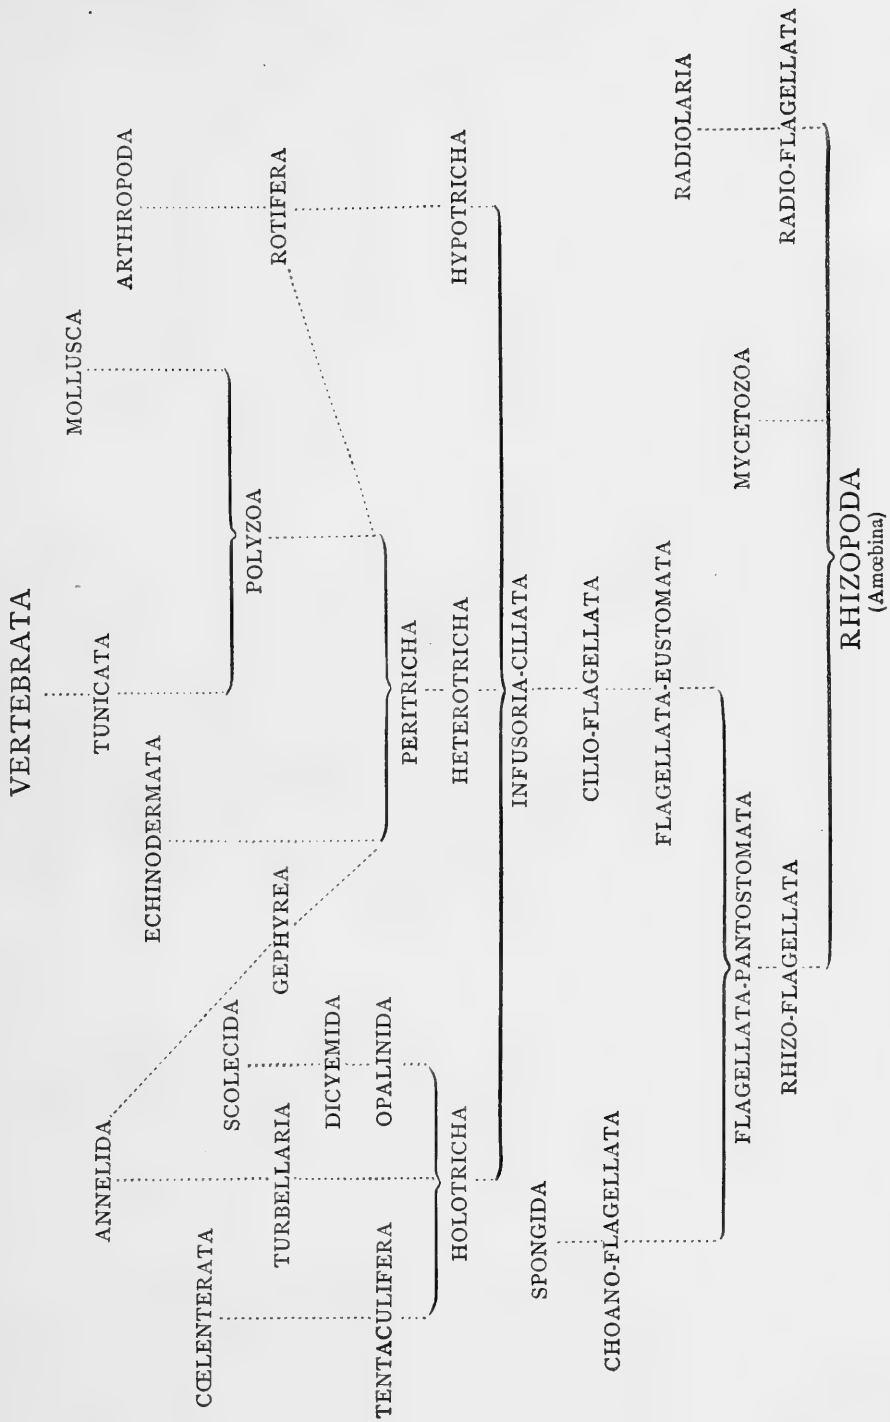 VERTEBRATA
MOLLUSCA
TUNICATA
ANNELIDA
ARTHROPODA
ECHINODERMATA
CŒLENTERATA
SCOLECIDA
POLYZOA
TURBELLARIA
GEPHYREA
ROTIFERA
DICYEMIDA
TENTACULIFERA
OPALINIDA
PERITRICHA
HOLOTRICHA
HETEROTRICHA
HYPOTRICHA
INFUSORIA-CILIATA
SPONGIDA
CILIO-FLAGELLATA
CHOANO-FLAGELLATA
FLAGELLATA-EUSTOMATA
RADIOLARIA
FLAGELLATA-PANTOSTOMATA
MYCETOZOA
RHIZO-FLAGELLATA
RADIO-FLAGELLATA
RHIZOPODA
(Amœbina)